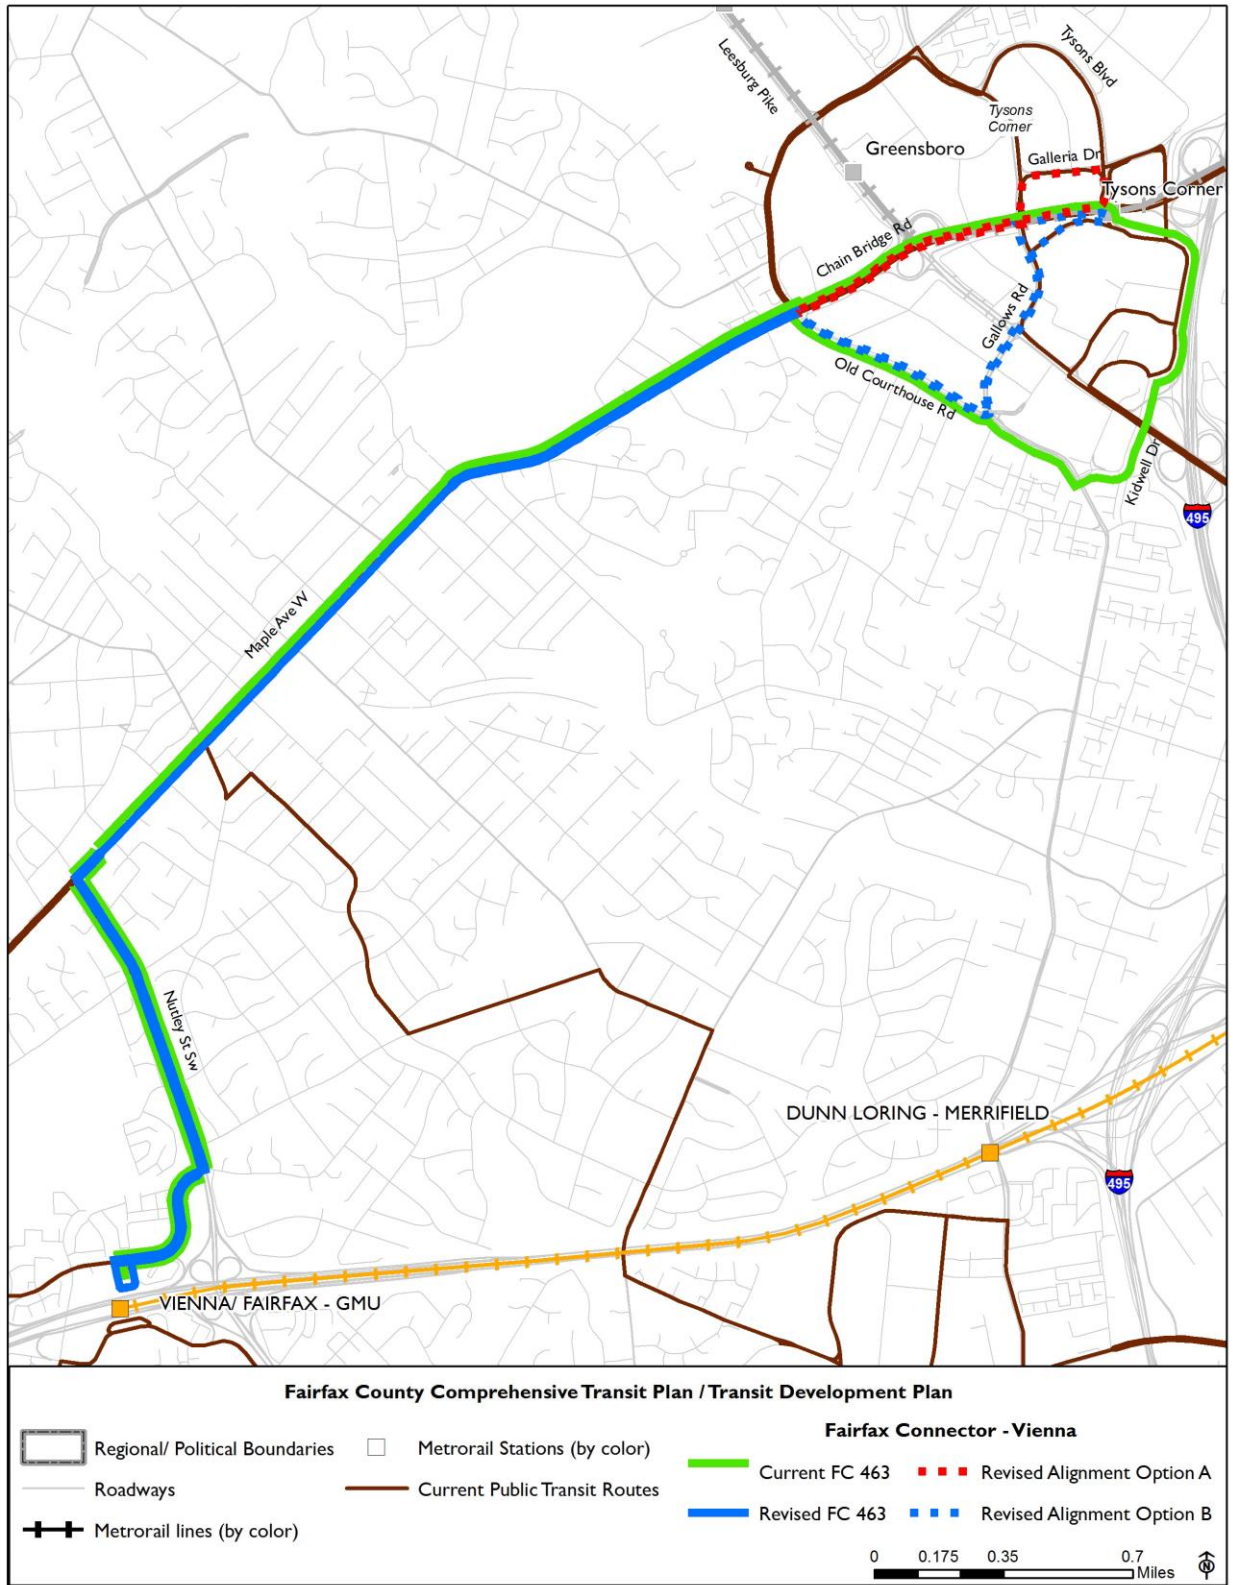 Tysons Blvd
Leesburg Pike
Tysons
Corner
Greensboro
Galleria Dr
Tysons Corner
Chain Bridge Rd
Gallows Rd
Old Courthouse Rd
Kidwell Dr
495
Maple Ave W
Nutley St Sw
DUNN LORING - MERRIFIELD
495
VIENNA/ FAIRFAX - GMU
Fairfax County Comprehensive Transit Plan / Transit Development Plan
Fairfax Connector - Vienna
Regional/ Political Boundaries
Metrorail Stations (by color)
Current FC 463
Revised Alignment Option A
Roadways
Current Public Transit Routes
Revised FC 463
Revised Alignment Option B
Metrorail lines (by color)
0 0.175 0.35 0.7
Miles
N